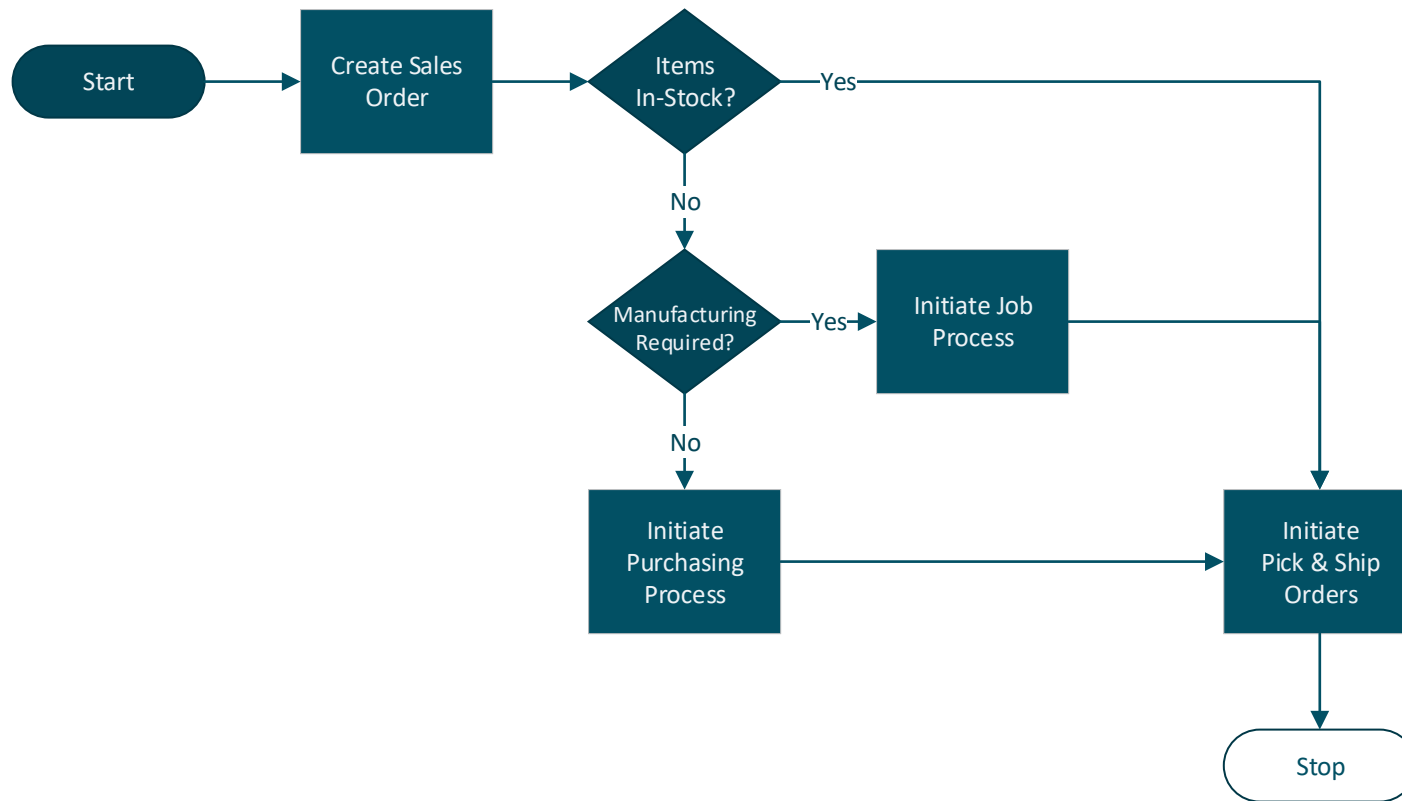 Start
Create Sales
Order
Items
In-Stock?
Yes
No
Manufacturing
Required?
Yes
Initiate Job
Process
No
Initiate
Purchasing
Process
Initiate
Pick & Ship
Orders
Stop